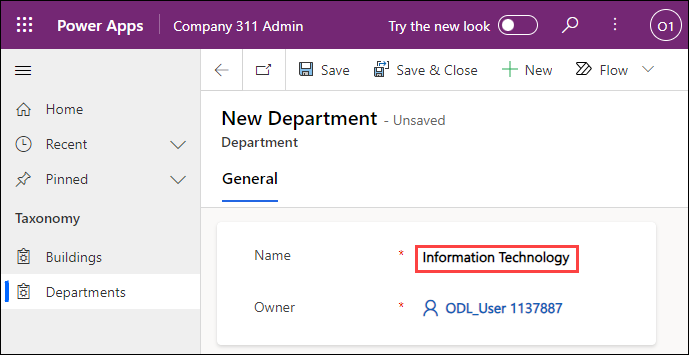 Power Apps Company 311 Admin Try the new look O1
Save Save & Close New Flow
Home
Recent
Pinned
Taxonomy
Buildings
Departments
New Department - Unsaved
Department
General
Name * Information Technology
Owner * ODL_User 1137887